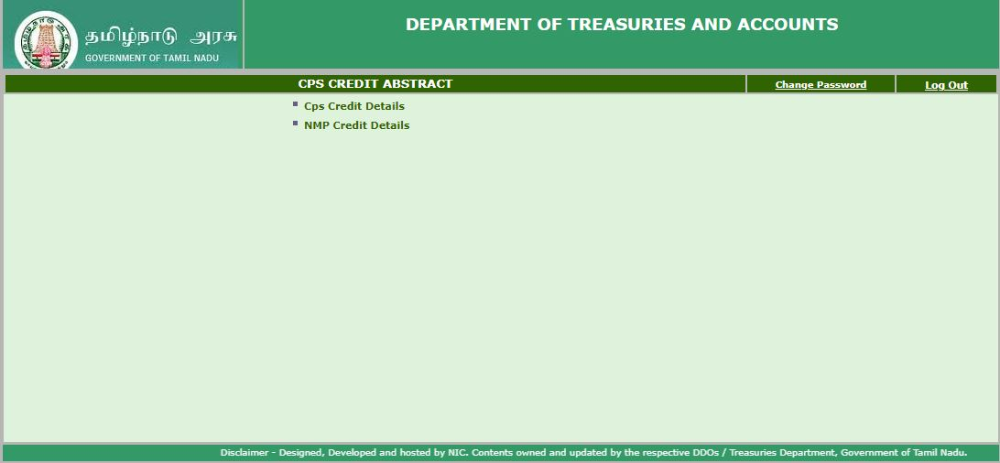 தமிழ்நாடு அரசு
GOVERNMENT OF TAMIL NADU
DEPARTMENT OF TREASURIES AND ACCOUNTS
CPS CREDIT ABSTRACT
Change Password
Log Out
Cps Credit Details
NMP Credit Details
Disclaimer - Designed, Developed and hosted by NIC. Contents owned and updated by the respective DDOs / Treasuries Department, Government of Tamil Nadu.